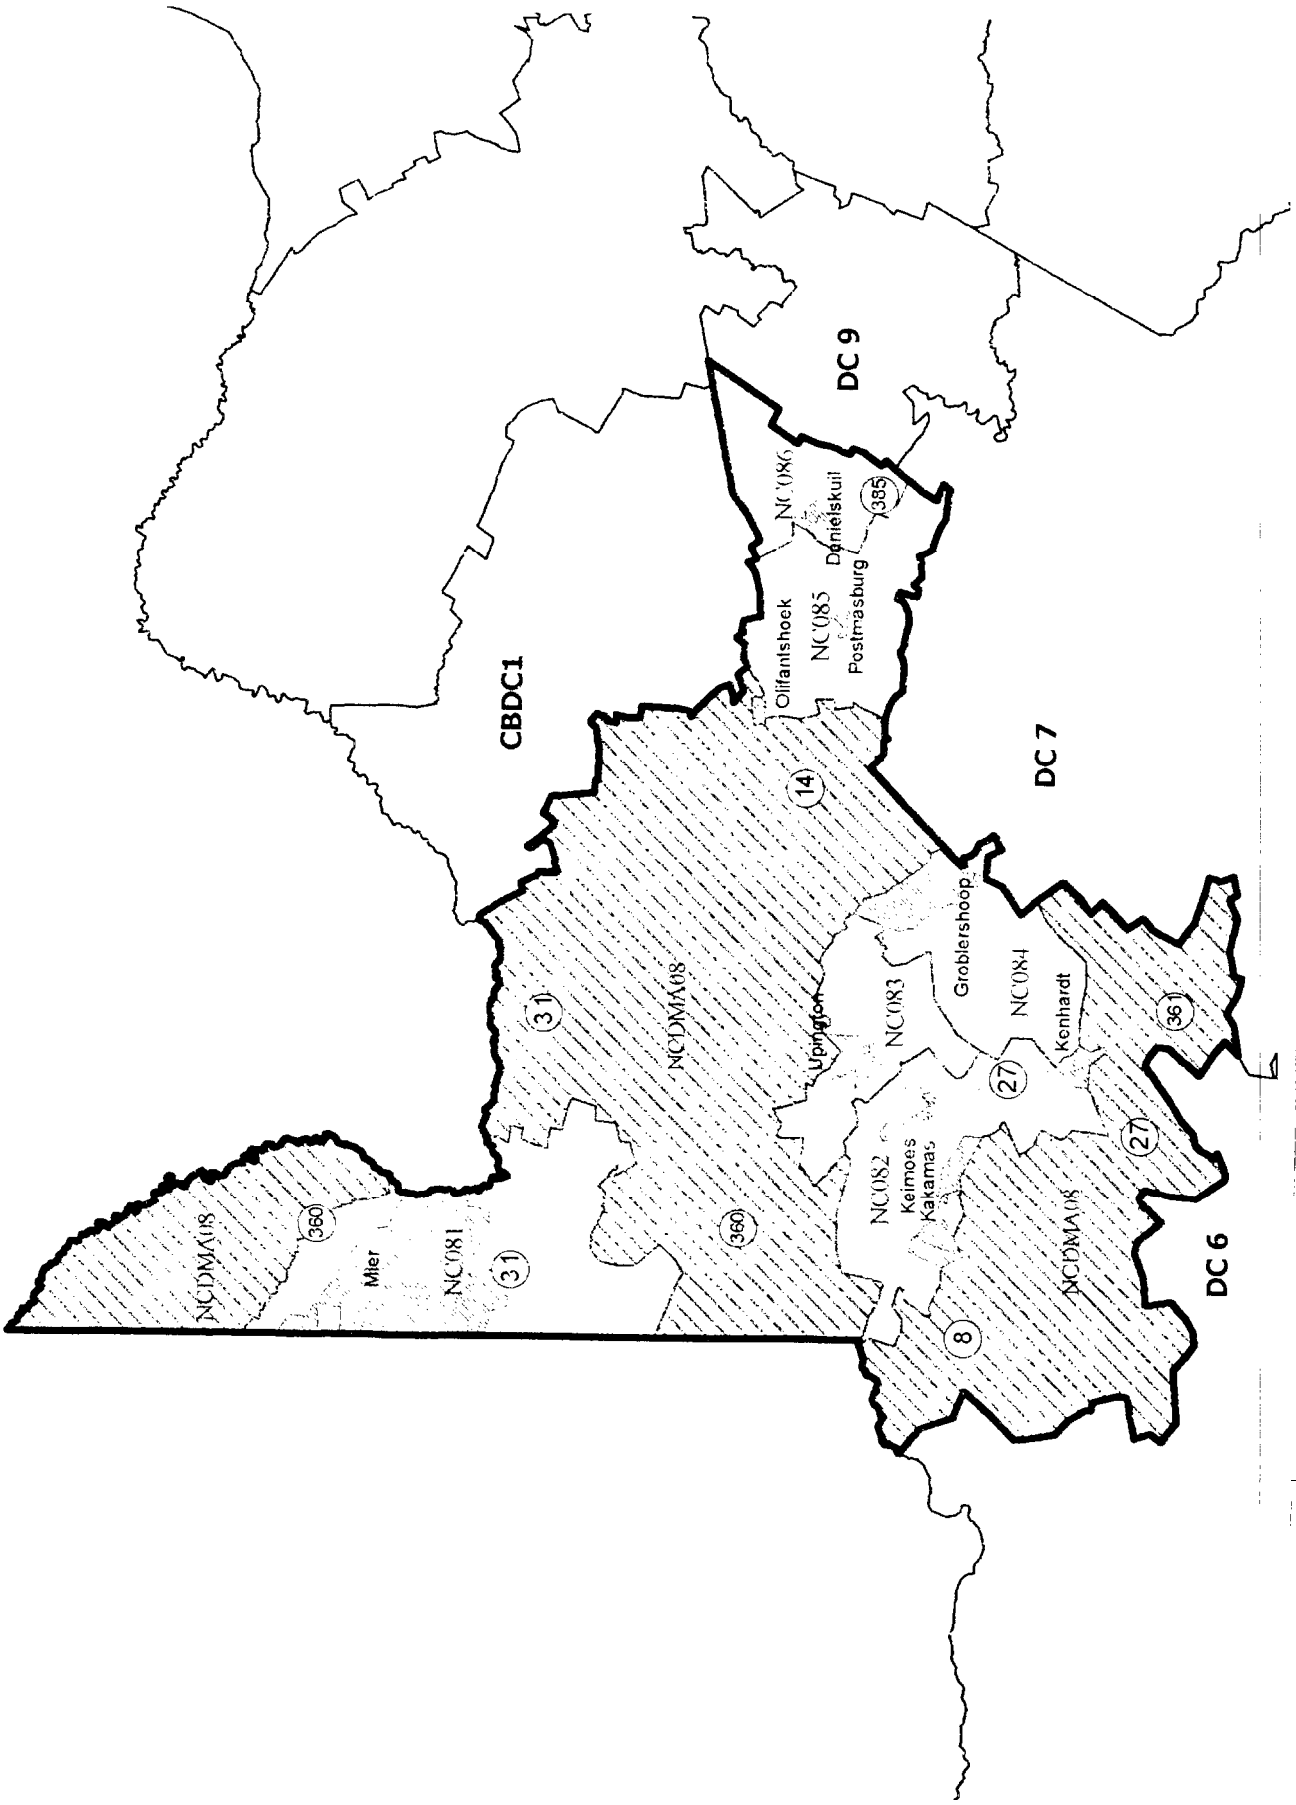 NCDMA08
360
Mier
NC081
31
31
CBDC1
NCDMA08
360
14
Upington
NC083
NC082
Keimoes
Kakamas
8
27
Groblershoop
NC084
Kenhardt
NCDMA08
27
361
Olifantshoek
NC085
Postmasburg
NC086
Danielskuil
385
DC 9
DC 7
DC 6